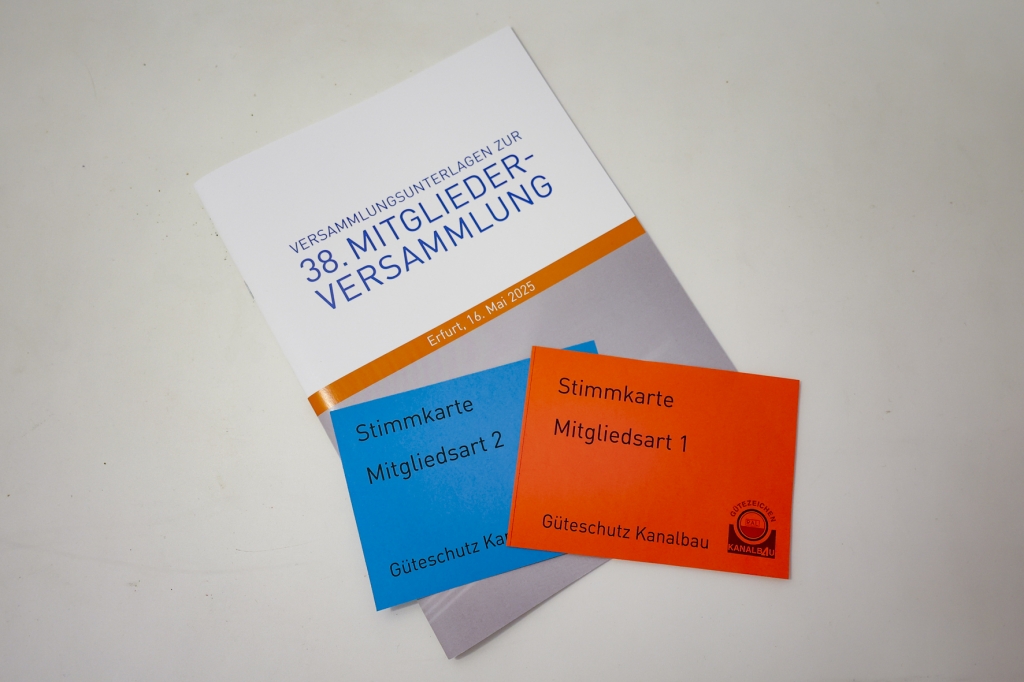 VERSAMMLUNGSUNTERLAGEN ZUR
38. MITGLIEDER-
VERSAMMLUNG
Erfurt, 16. Mai 2025
Stimmkarte
Mitgliedsart 2
Güteschutz
Stimmkarte
Mitgliedsart 1
Güteschutz Kanalbau
GÜTEZEICHEN
KANALBAU